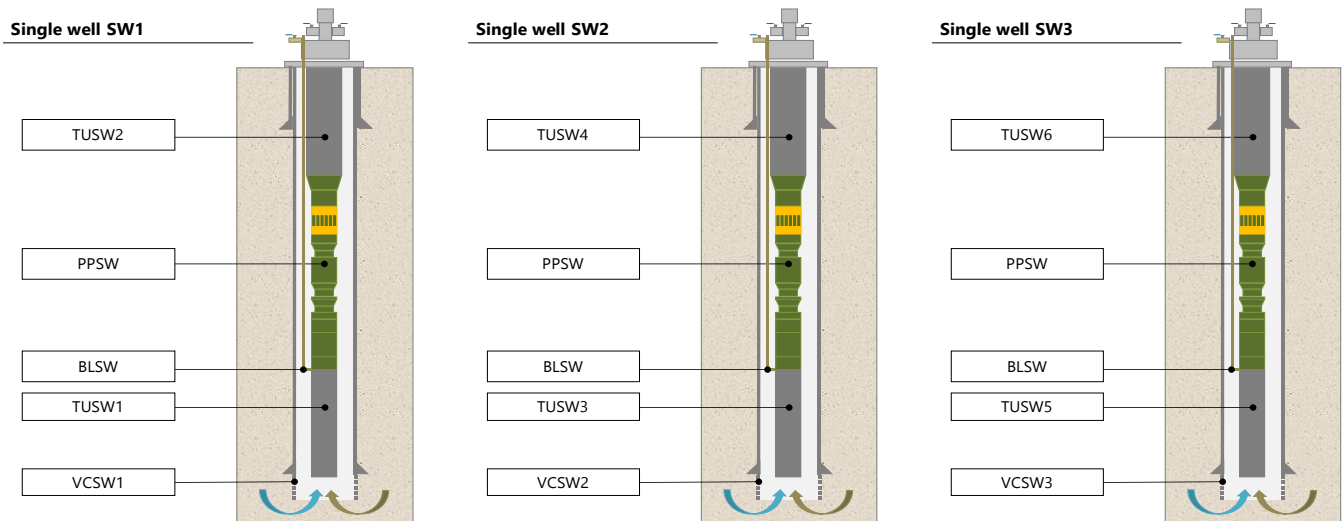 Single well SW1
TUSW2
PPSW
BLSW
TUSW1
VCSW1
Single well SW2
TUSW4
PPSW
BLSW
TUSW3
VCSW2
Single well SW3
TUSW6
PPSW
BLSW
TUSW5
VCSW3